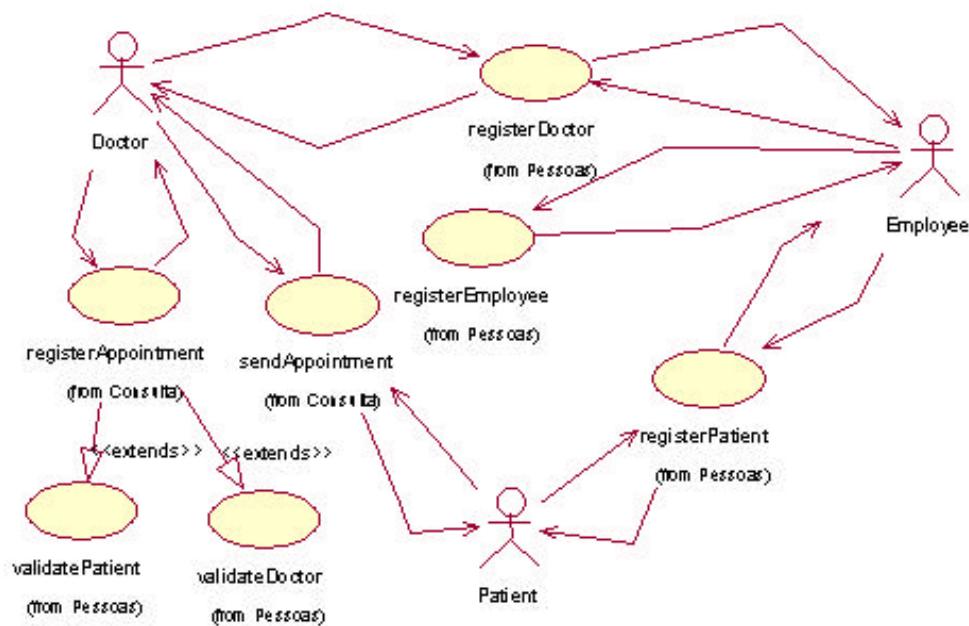 Doctor
registerDoctor
(from Pessoas)
Employee
registerEmployee
(from Pessoas)
registerAppointment
(from Consulta)
sendAppointment
(from Consulta)
registerPatient
(from Pessoas)
<<extends>>
<<extends>>
validatePatient
(from Pessoas)
validateDoctor
(from Pessoas)
Patient